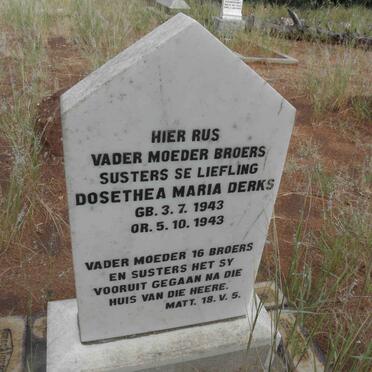 HIER RUS
VADER MOEDER BROERS
SUSTERS SE LIEFLING
DOSETHEA MARIA DERKS
GB. 3. 7. 1943
OR. 5. 10. 1943
VADER MOEDER 16 BROERS
EN SUSTERS HET SY
VOORUIT GEGAAN NA DIE
HUIS VAN DIE HEERE.
MATT. 18. V. 5.